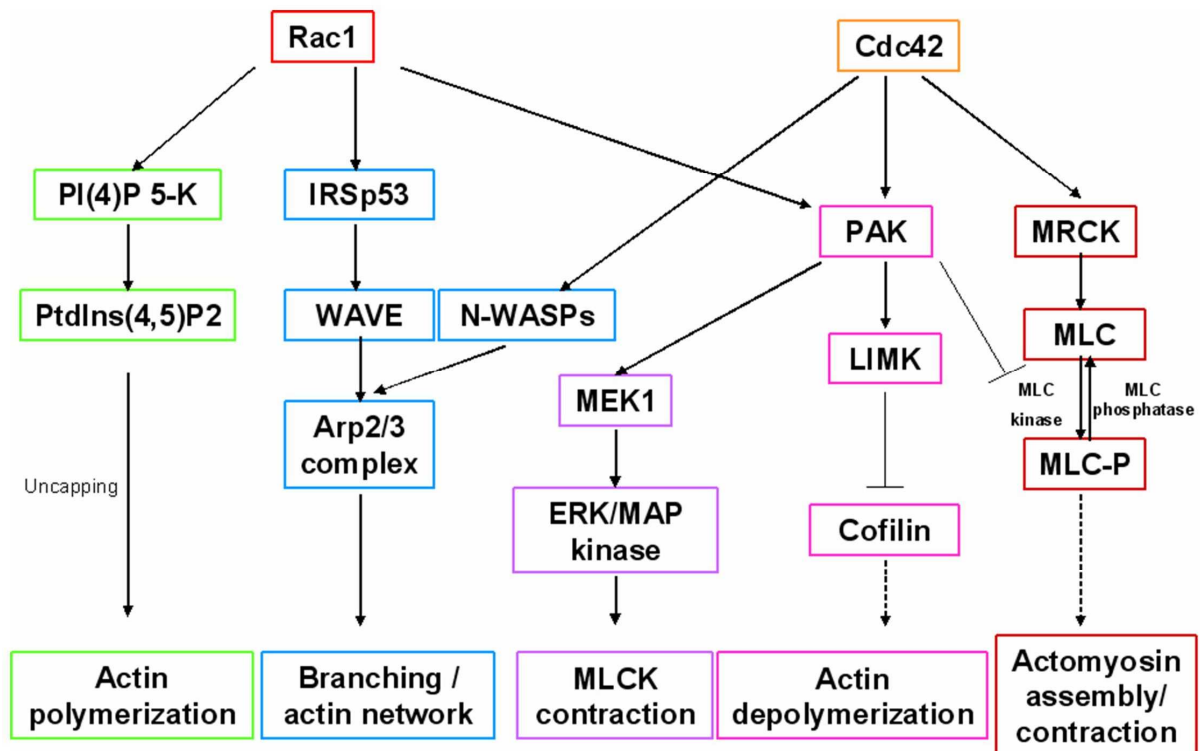 Rac1
Cdc42
PI(4)P 5-K
IRSp53
PAK
MRCK
PtdIns(4,5)P2
WAVE
N-WASPs
MLC
LIMK
MEK1
MLC
kinase
MLC
phosphatase
Arp2/3
complex
MLC-P
Uncapping
ERK/MAP
kinase
Cofilin
Actin
polymerization
Branching /
actin network
MLCK
contraction
Actin
depolymerization
Actomyosin
assembly/
contraction